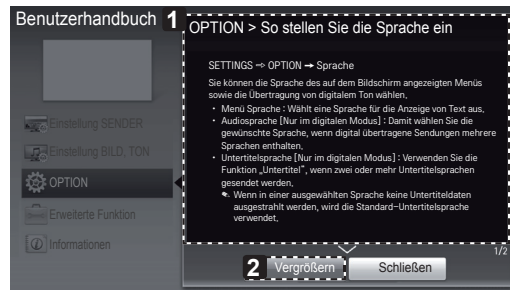 Benutzerhandbuch
1
OPTION > So stellen Sie die Sprache ein
SETTINGS ➾ OPTION ➙ Sprache
Sie können die Sprache des auf dem Bildschirm angezeigten Menüs
sowie die Übertragung von digitalem Ton wählen.
• Menü Sprache : Wählt eine Sprache für die Anzeige von Text aus.
• Audiosprache [Nur im digitalen Modus] : Damit wählen Sie die
gewünschte Sprache, wenn digital übertragene Sendungen mehrere
Sprachen enthalten.
• Untertitelsprache [Nur im digitalen Modus] : Verwenden Sie die
Funktion „Untertitel", wenn zwei oder mehr Untertitelsprachen
gesendet werden.
Wenn in einer ausgewählten Sprache keine Untertiteldaten
ausgestrahlt werden, wird die Standard-Untertitelsprache
verwendet.
Einstellung SENDER
Einstellung BILD, TON
OPTION
Erweiterte Funktion
Informationen
1/2
2
Vergrößern
Schließen